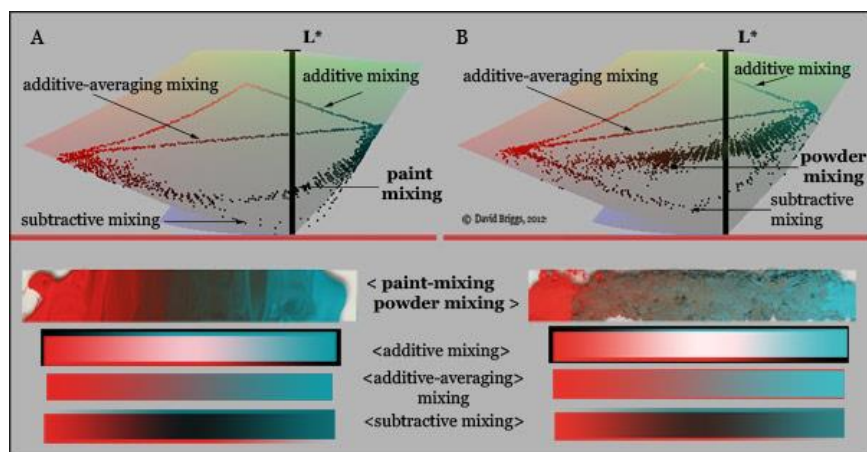 A
L*
additive-averaging mixing
additive mixing
paint
mixing
subtractive mixing
B
L*
additive mixing
additive-averaging mixing
powder
mixing
subtractive
mixing
© David Briggs, 2012
< paint-mixing
powder mixing >
<additive mixing>
<additive-averaging>
mixing
<subtractive mixing>